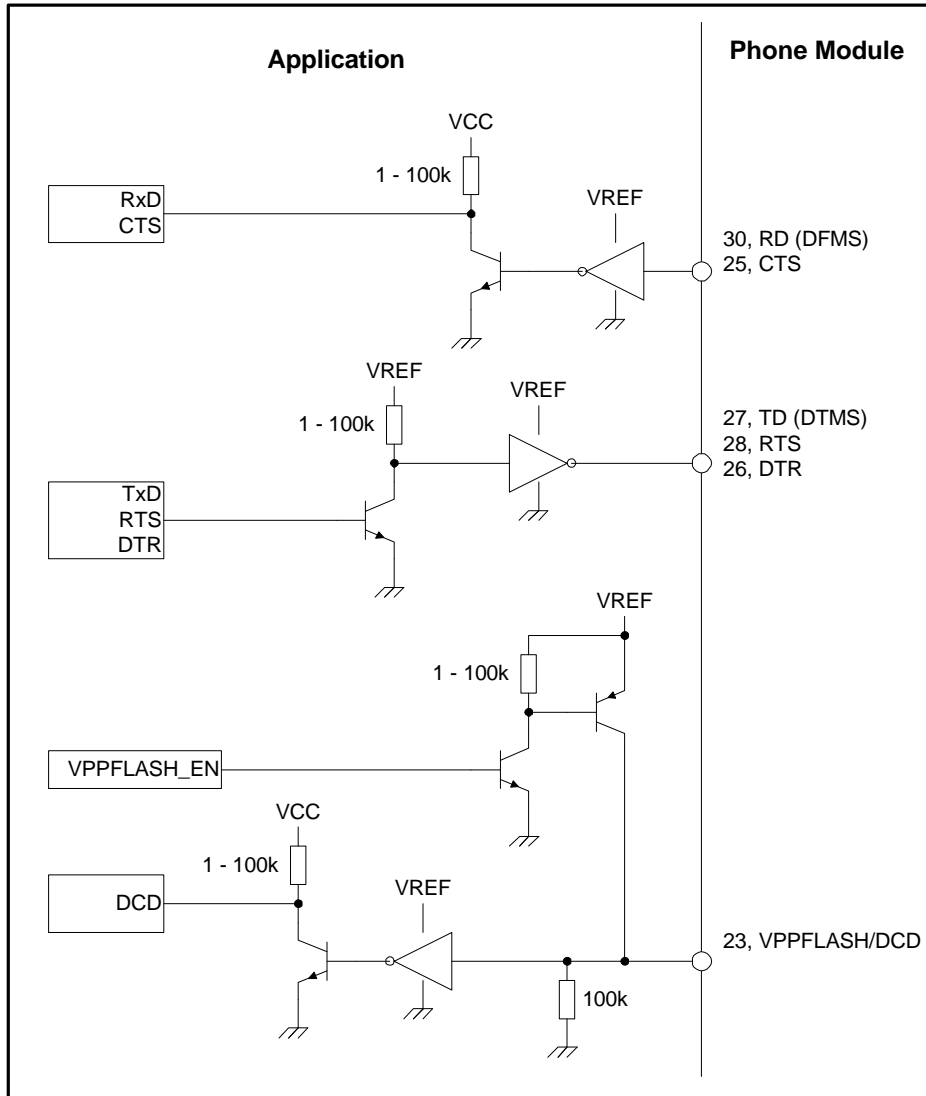 Application
Phone Module
VCC
1 - 100k
RxD
CTS
VREF
30, RD (DFMS)
25, CTS
VREF
1 - 100k
VREF
27, TD (DTMS)
28, RTS
26, DTR
TxD
RTS
DTR
VREF
1 - 100k
VPPFLASH_EN
VCC
1 - 100k
DCD
VREF
23, VPPFLASH/DCD
100k